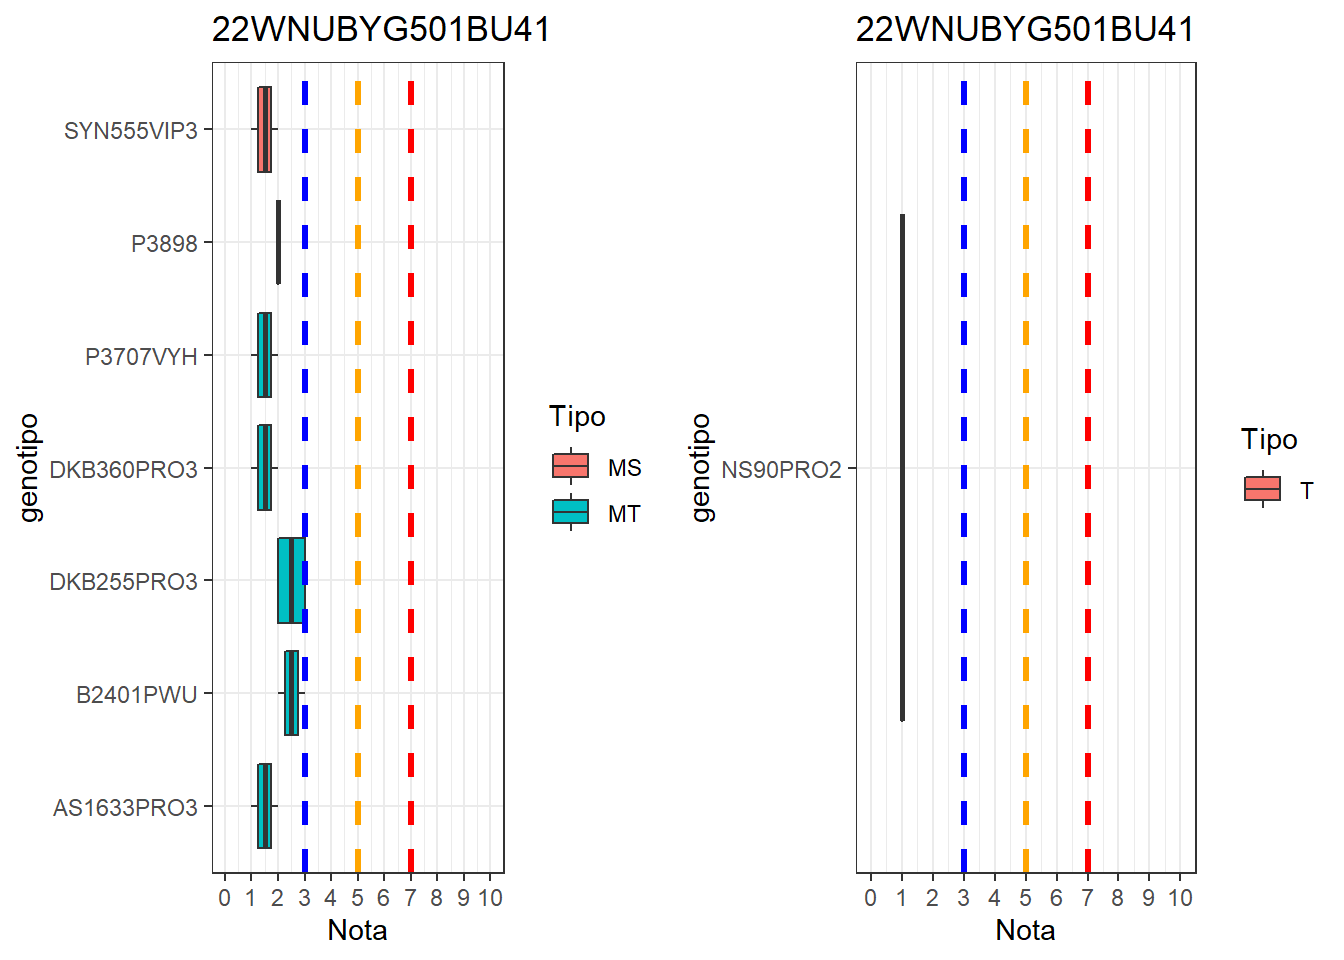 22WNUBYG501BU41
SYN555VIP3
P3898
P3707VYH
DKB360PRO3
DKB255PRO3
B2401PWU
AS1633PRO3
genotipo
0 1 2 3 4 5 6 7 8 9 10
Nota
Tipo
MS
MT
22WNUBYG501BU41
NS90PRO2
genotipo
0 1 2 3 4 5 6 7 8 9 10
Nota
Tipo
T